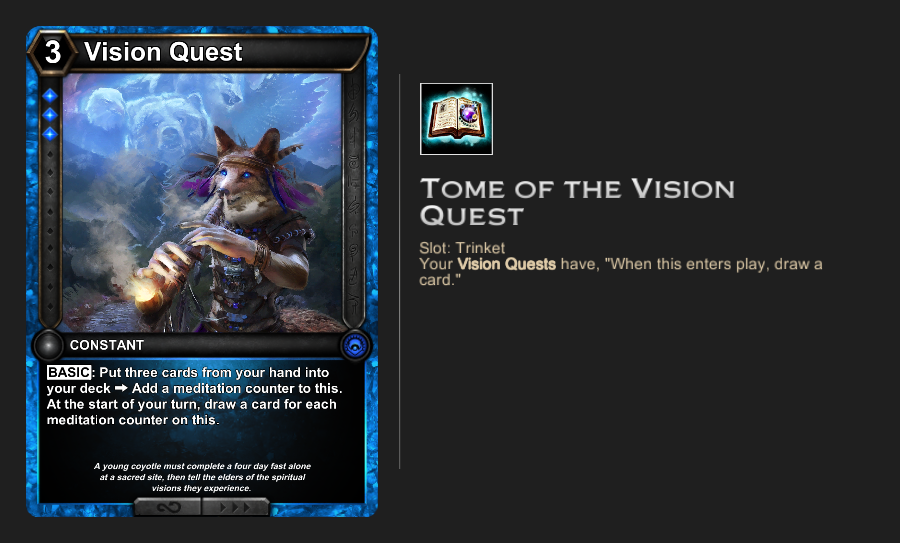 3 Vision Quest
CONSTANT
BASIC: Put three cards from your hand into
your deck ➡ Add a meditation counter to this.
At the start of your turn, draw a card for each
meditation counter on this.
A young coyotle must complete a four day fast alone
at a sacred site, then tell the elders of the spiritual
visions they experience.
TOME OF THE VISION
QUEST
Slot: Trinket
Your Vision Quests have, "When this enters play, draw a
card."